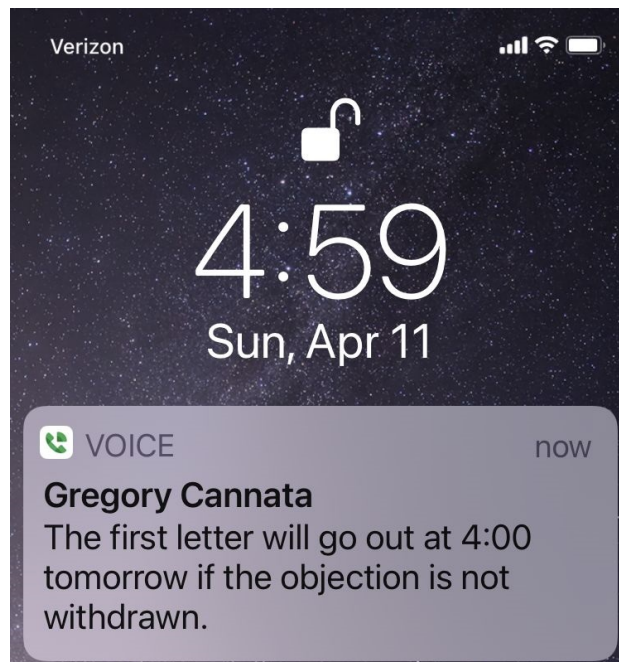 Verizon
4:59
Sun, Apr 11
VOICE now
Gregory Cannata
The first letter will go out at 4:00
tomorrow if the objection is not
withdrawn.